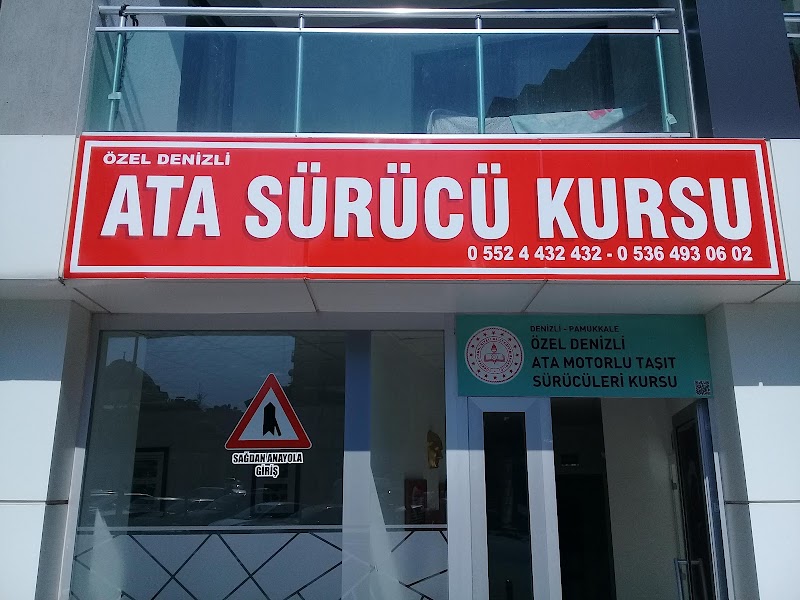 ÖZEL DENİZLİ
ATA SÜRÜCÜ KURSU
0 552 4 432 432 - 0 536 493 06 02
DENİZLİ - PAMUKKALE
ÖZEL DENİZLİ
ATA MOTORLU TAŞIT
SÜRÜCÜLERİ KURSU
SAĞDAN ANAYOLA
GİRİŞ